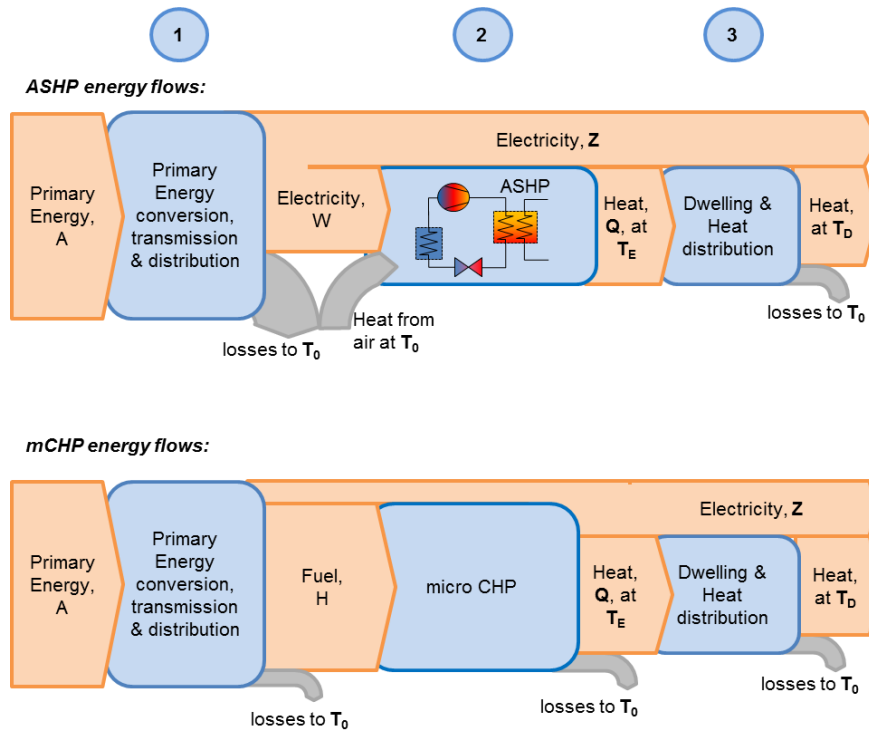 1
2
3
ASHP energy flows:
Electricity, Z
Primary
Energy,
A
Primary
Energy
conversion,
transmission
& distribution
Electricity,
W
ASHP
Heat,
Q, at
TE
Dwelling &
Heat
distribution
Heat,
at TD
losses to T0
Heat from
air at T0
losses to T0
mCHP energy flows:
Electricity, Z
Primary
Energy,
A
Primary
Energy
conversion,
transmission
& distribution
Fuel,
H
micro CHP
Heat,
Q, at
TE
Dwelling &
Heat
distribution
Heat,
at TD
losses to T0
losses to T0
losses to T0